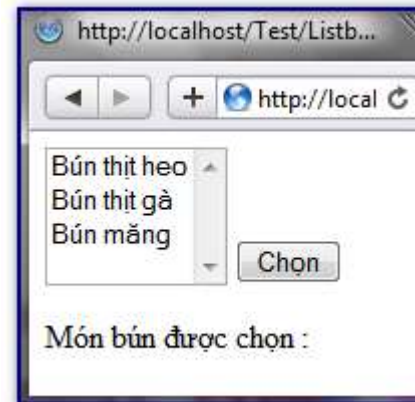 http://localhost/Test/Listb...
http://local
Bún thịt heo
Bún thịt gà
Bún măng
Chọn
Món bún được chọn :